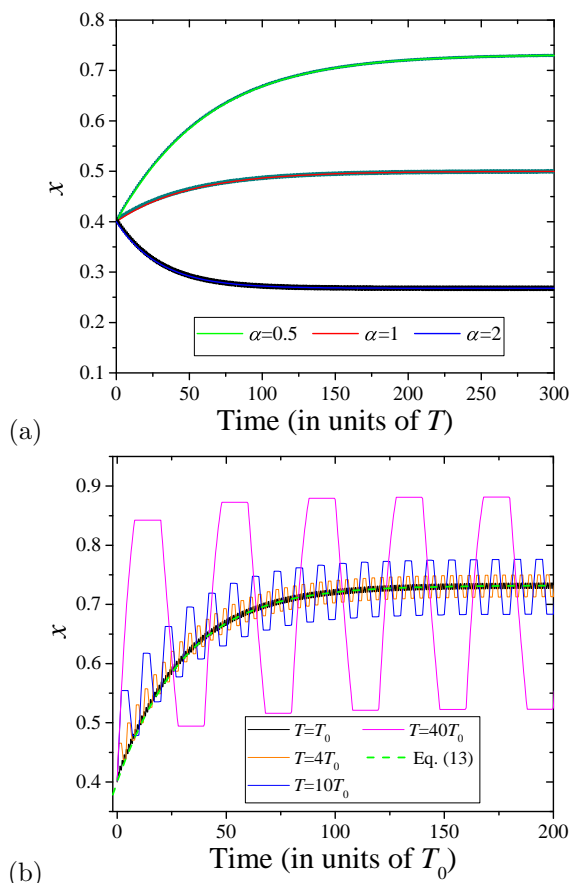 0.8
0.7
0.6
0.5
0.4
0.3
0.2
0.1
x
α=0.5 α=1 α=2
0 50 100 150 200 250 300
Time (in units of T)
(a)
0.9
0.8
0.7
0.6
0.5
0.4
x
T=T₀ T=40T₀
T=4T₀ Eq. (13)
T=10T₀
0 50 100 150 200
Time (in units of T₀)
(b)